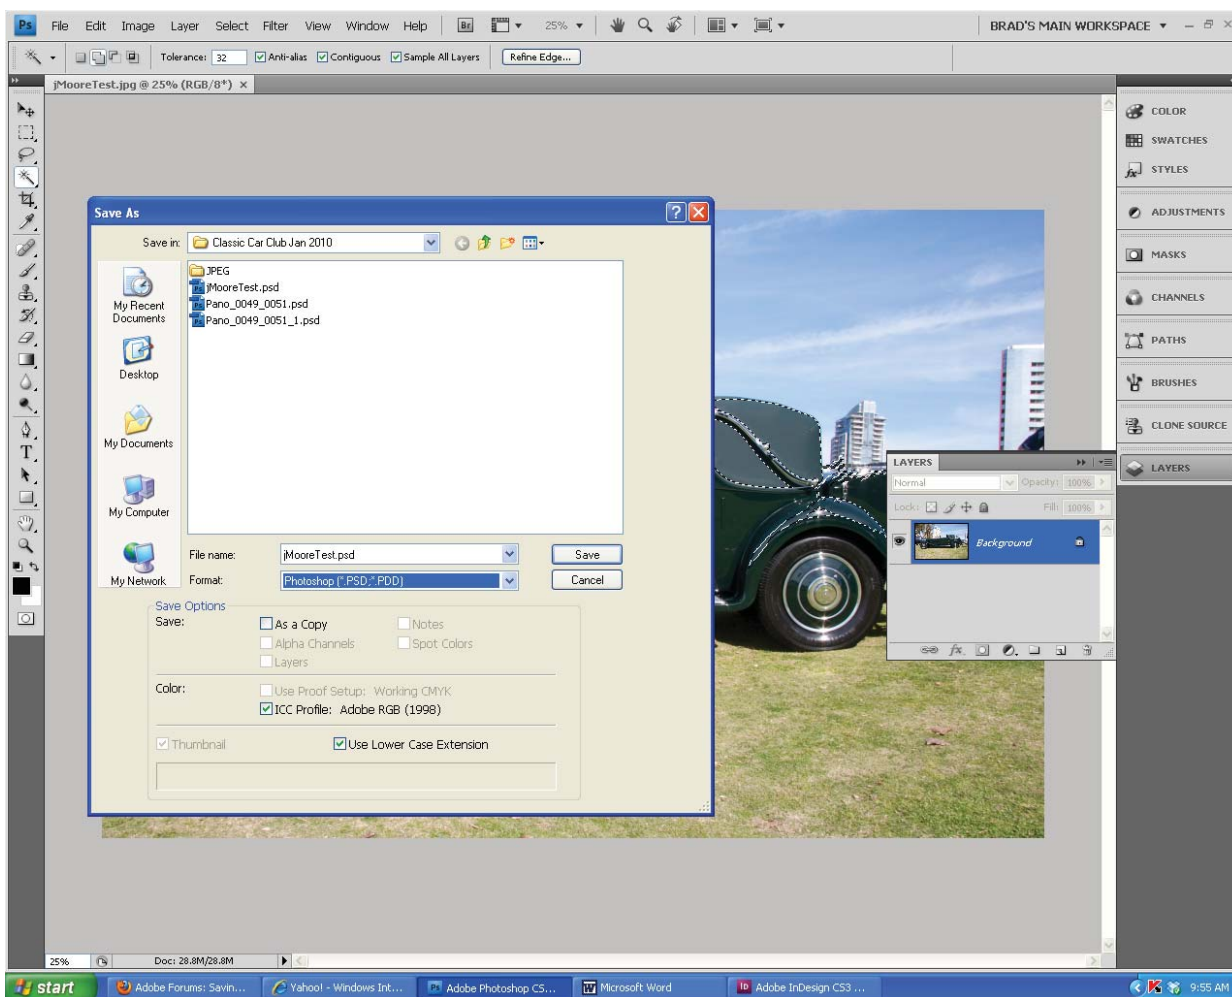 Ps File Edit Image Layer Select Filter View Window Help Br 25% BRAD'S MAIN WORKSPACE
Tolerance: 32 Anti-alias Contiguous Sample All Layers Refine Edge...
jMooreTest.jpg @ 25% (RGB/8*) x
COLOR
SWATCHES
STYLES
ADJUSTMENTS
MASKS
CHANNELS
PATHS
BRUSHES
CLONE SOURCE
LAYERS
Save As
Save in: Classic Car Club Jan 2010
My Recent Documents
Desktop
My Documents
My Computer
My Network
JPEG
jMooreTest.psd
Pano_0049_0051.psd
Pano_0049_0051_1.psd
File name: jMooreTest.psd Save
Format: Photoshop (*.PSD;*.PDD) Cancel
Save Options
Save: As a Copy Notes
Alpha Channels Spot Colors
Layers
Color: Use Proof Setup: Working CMYK
ICC Profile: Adobe RGB (1998)
Thumbnail Use Lower Case Extension
LAYERS
Normal Opacity: 100%
Lock: Fill: 100%
Background
25% Doc: 28.8M/28.8M
start Adobe Forums: Savin... Yahoo! - Windows Int... Adobe Photoshop CS... Microsoft Word Adobe InDesign CS3 ... 9:55 AM